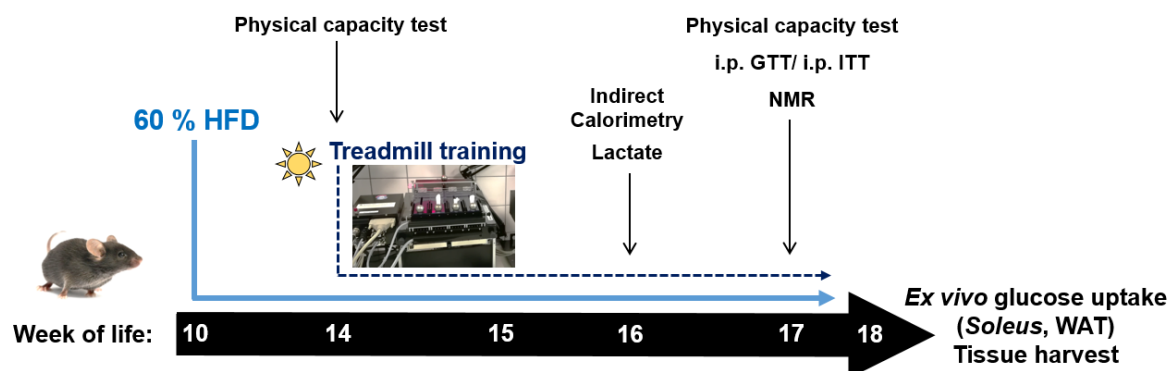 Physical capacity test
Physical capacity test
i.p. GTT/ i.p. ITT
NMR
Indirect
Calorimetry
Lactate
60 % HFD
Treadmill training
Week of life:
10
14
15
16
17
18
Ex vivo glucose uptake
(Soleus, WAT)
Tissue harvest